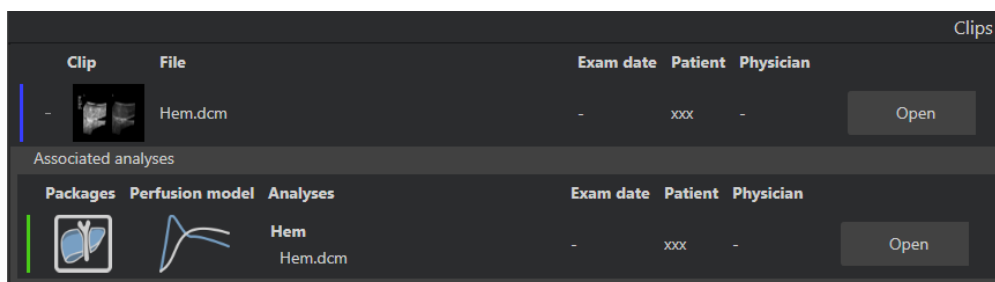 Clips
Clip File Exam date Patient Physician
- Hem.dcm - xxx - Open
Associated analyses
Packages Perfusion model Analyses Exam date Patient Physician
Hem
Hem.dcm - xxx - Open